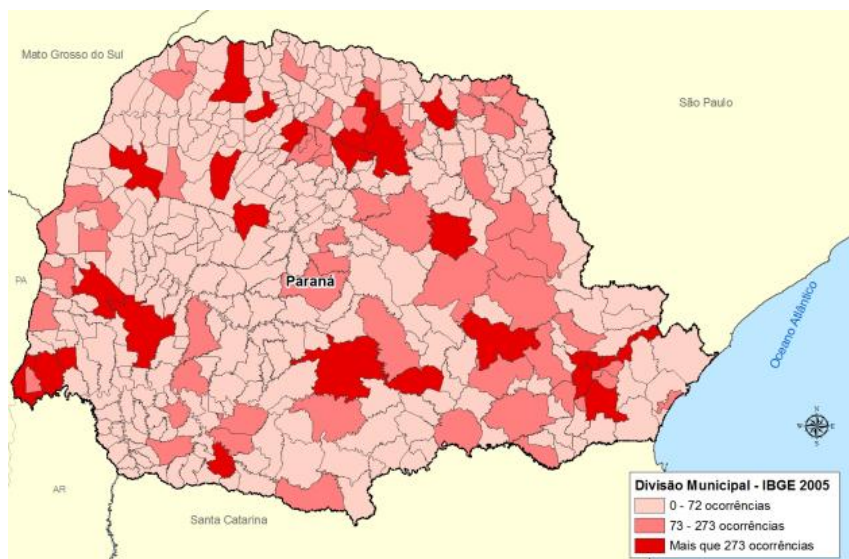 Mato Grosso do Sul
São Paulo
Paraná
PA
Oceano Atlântico
N
W E
S
AR
Santa Catarina
Divisão Municipal - IBGE 2005
0 - 72 ocorrências
73 - 273 ocorrências
Mais que 273 ocorrências